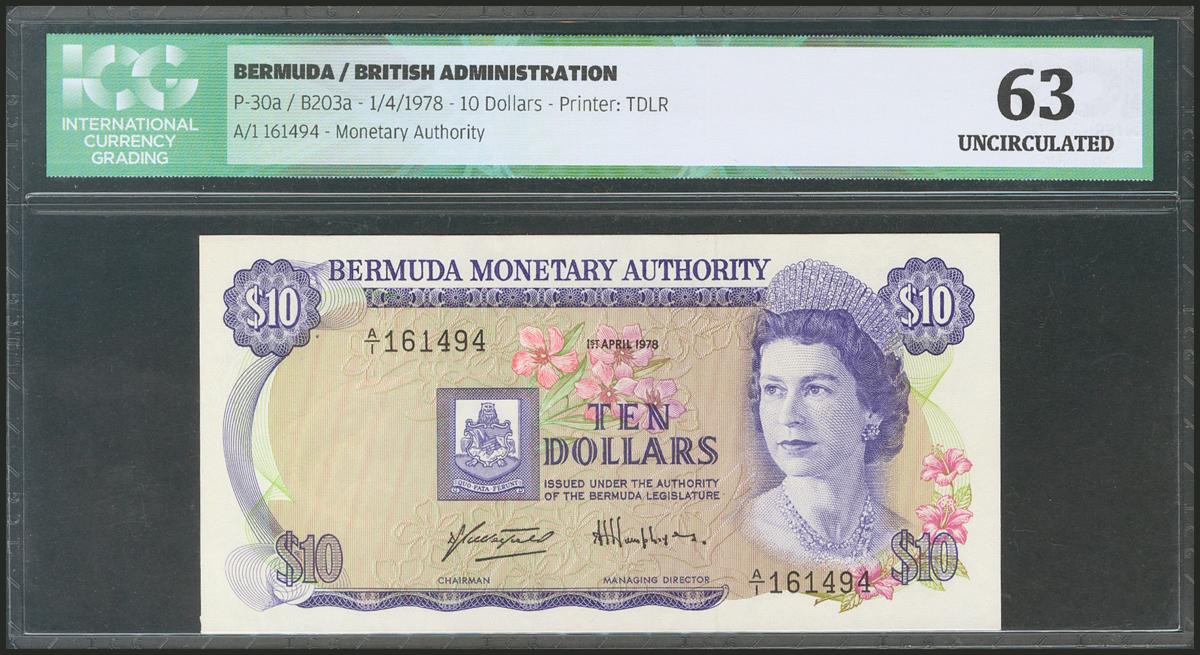 ICG
INTERNATIONAL
CURRENCY
GRADING
BERMUDA / BRITISH ADMINISTRATION
P-30a / B203a - 1/4/1978 - 10 Dollars - Printer: TDLR
A/1 161494 - Monetary Authority
63
UNCIRCULATED
BERMUDA MONETARY AUTHORITY
$10
$10
A/1 161494
1ST APRIL 1978
TEN
DOLLARS
QUO FATA FERUNT
ISSUED UNDER THE AUTHORITY
OF THE BERMUDA LEGISLATURE
$10
$10
CHAIRMAN
MANAGING DIRECTOR
A/1 161494